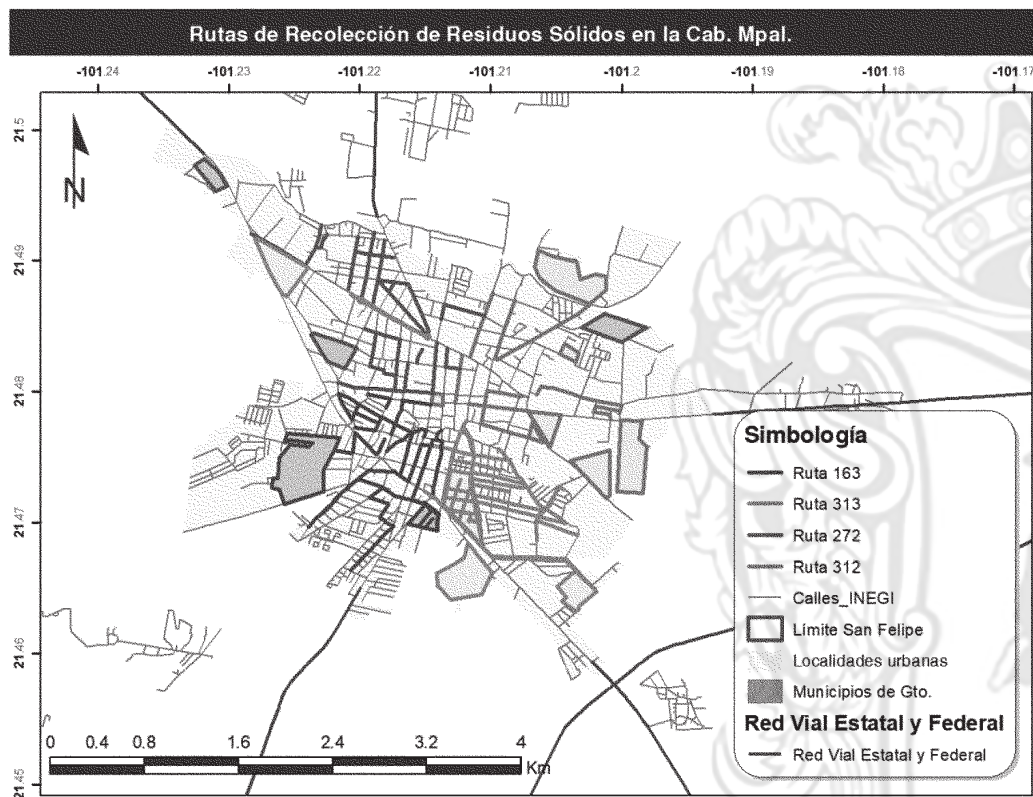 Rutas de Recolección de Residuos Sólidos en la Cab. Mpal.
-101.24 -101.23 -101.22 -101.21 -101.2 -101.19 -101.18 -101.17
21.5
21.49
21.48
21.47
21.46
21.45
N
Simbología
Ruta 163
Ruta 313
Ruta 272
Ruta 312
Calles_INEGI
Límite San Felipe
Localidades urbanas
Municipios de Gto.
Red Vial Estatal y Federal
Red Vial Estatal y Federal
0 0.4 0.8 1.6 2.4 3.2 4
Km